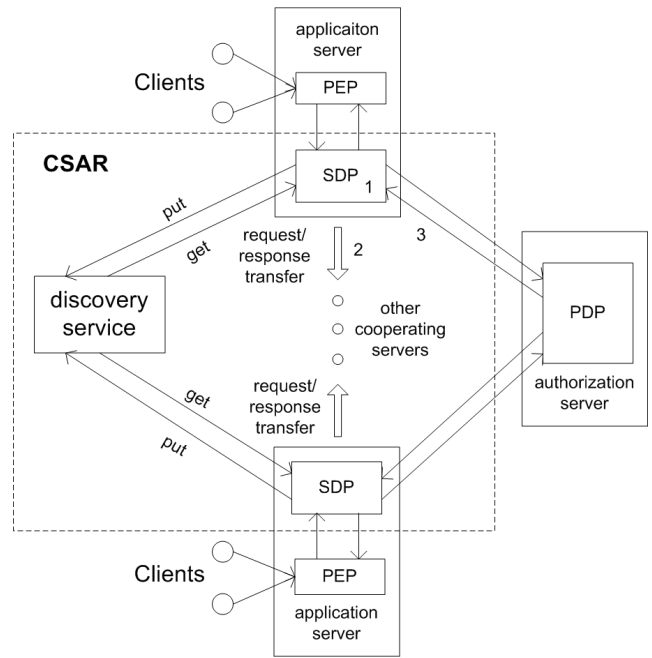 applicaiton
server
Clients
PEP
CSAR
SDP
1
put
get
request/
response
transfer
2
3
discovery
service
other
cooperating
servers
PDP
authorization
server
get
put
request/
response
transfer
SDP
Clients
PEP
application
server